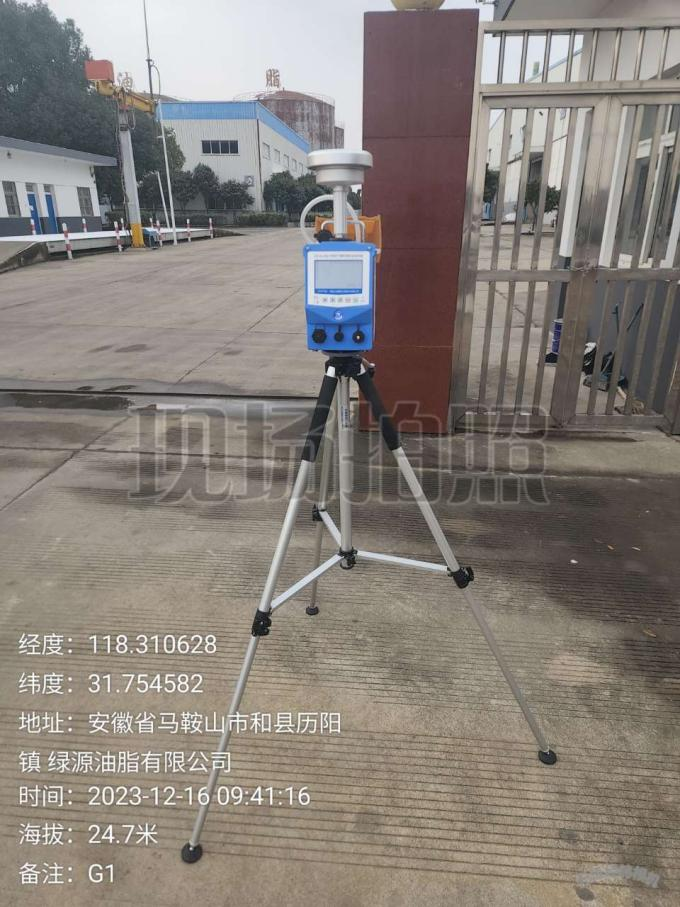 油
脂
现场拍照
经度：118.310628
纬度：31.754582
地址：安徽省马鞍山市和县历阳
镇 绿源油脂有限公司
时间：2023-12-16 09:41:16
海拔：24.7米
备注：G1